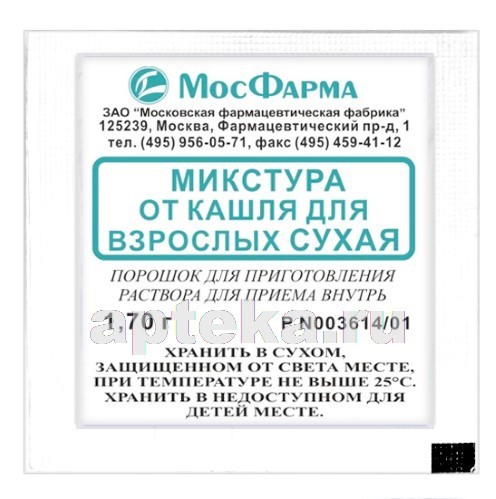 МосФарма
ЗАО "Московская фармацевтическая фабрика"
125239, Москва, Фармацевтический пр-д, 1
тел. (495) 956-05-71, факс (495) 459-41-12
МИКСТУРА
ОТ КАШЛЯ ДЛЯ
ВЗРОСЛЫХ СУХАЯ
ПОРОШОК ДЛЯ ПРИГОТОВЛЕНИЯ
РАСТВОРА ДЛЯ ПРИЕМА ВНУТРЬ
1,70 г P N003614/01
apteka.ru
ХРАНИТЬ В СУХОМ,
ЗАЩИЩЕННОМ ОТ СВЕТА МЕСТЕ,
ПРИ ТЕМПЕРАТУРЕ НЕ ВЫШЕ 25°С.
ХРАНИТЬ В НЕДОСТУПНОМ ДЛЯ
ДЕТЕЙ МЕСТЕ.